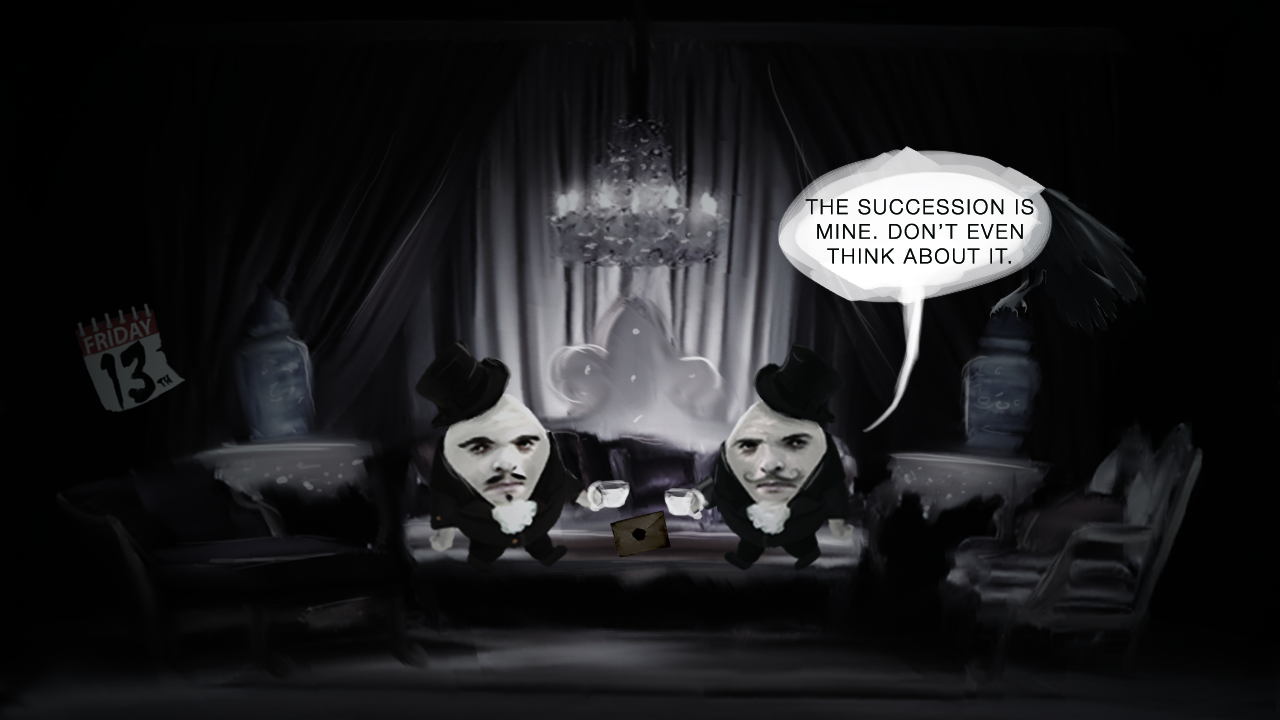 FRIDAY
13TH
THE SUCCESSION IS
MINE. DON'T EVEN
THINK ABOUT IT.